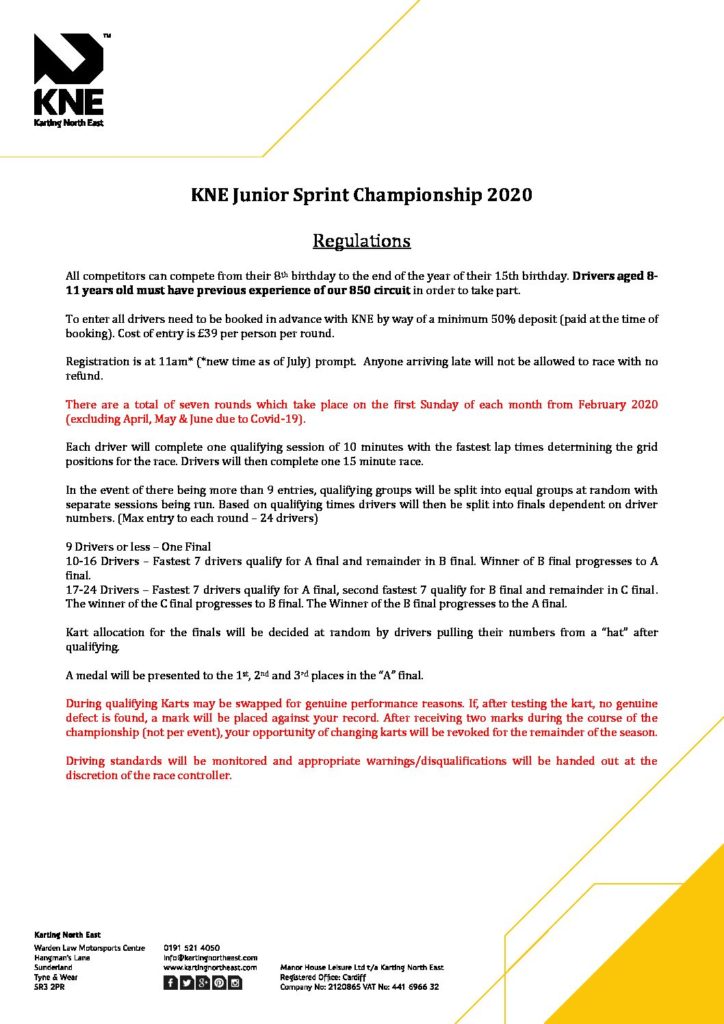 TM
KNE
Karting North East
KNE Junior Sprint Championship 2020
Regulations
All competitors can compete from their 8th birthday to the end of the year of their 15th birthday. Drivers aged 8-
11 years old must have previous experience of our 850 circuit in order to take part.
To enter all drivers need to be booked in advance with KNE by way of a minimum 50% deposit (paid at the time of
booking). Cost of entry is £39 per person per round.
Registration is at 11am* (*new time as of July) prompt. Anyone arriving late will not be allowed to race with no
refund.
There are a total of seven rounds which take place on the first Sunday of each month from February 2020
(excluding April, May & June due to Covid-19).
Each driver will complete one qualifying session of 10 minutes with the fastest lap times determining the grid
positions for the race. Drivers will then complete one 15 minute race.
In the event of there being more than 9 entries, qualifying groups will be split into equal groups at random with
separate sessions being run. Based on qualifying times drivers will then be split into finals dependent on driver
numbers. (Max entry to each round – 24 drivers)
9 Drivers or less – One Final
10-16 Drivers – Fastest 7 drivers qualify for A final and remainder in B final. Winner of B final progresses to A
final.
17-24 Drivers – Fastest 7 drivers qualify for A final, second fastest 7 qualify for B final and remainder in C final.
The winner of the C final progresses to B final. The Winner of the B final progresses to the A final.
Kart allocation for the finals will be decided at random by drivers pulling their numbers from a “hat” after
qualifying.
A medal will be presented to the 1st, 2nd and 3rd places in the “A” final.
During qualifying Karts may be swapped for genuine performance reasons. If, after testing the kart, no genuine
defect is found, a mark will be placed against your record. After receiving two marks during the course of the
championship (not per event), your opportunity of changing karts will be revoked for the remainder of the season.
Driving standards will be monitored and appropriate warnings/disqualifications will be handed out at the
discretion of the race controller.
Karting North East
Warden Law Motorsports Centre
Hangman's Lane
Sunderland
Tyne & Wear
SR3 2PR
0191 521 4050
info@kartingnortheast.com
www.kartingnortheast.com
Manor House Leisure Ltd t/a Karting North East
Registered Office: Cardiff
Company No: 2120865 VAT No: 441 6966 32